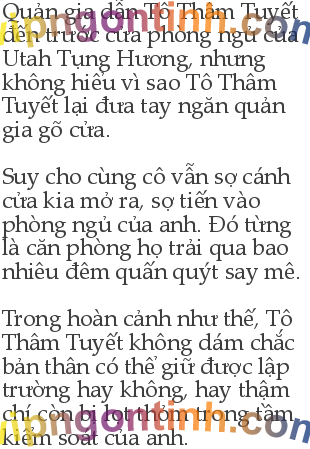 Quản gia dẫn Tô Thâm Tuyết
đến trước cửa phòng ngủ của
Utah Tụng Hương, nhưng
không hiểu vì sao Tô Thâm
Tuyết lại đưa tay ngăn quản
gia gõ cửa.

Suy cho cùng cô vẫn sợ cánh
cửa kia mở ra, sợ tiến vào
phòng ngủ của anh. Đó từng
là căn phòng họ trải qua bao
nhiêu đêm quấn quýt say mê.

Trong hoàn cảnh như thế, Tô
Thâm Tuyết không dám chắc
bản thân có thể giữ được lập
trường hay không, hay thậm
chí còn bị lọt thỏm trong tầm
kiểm soát của anh.